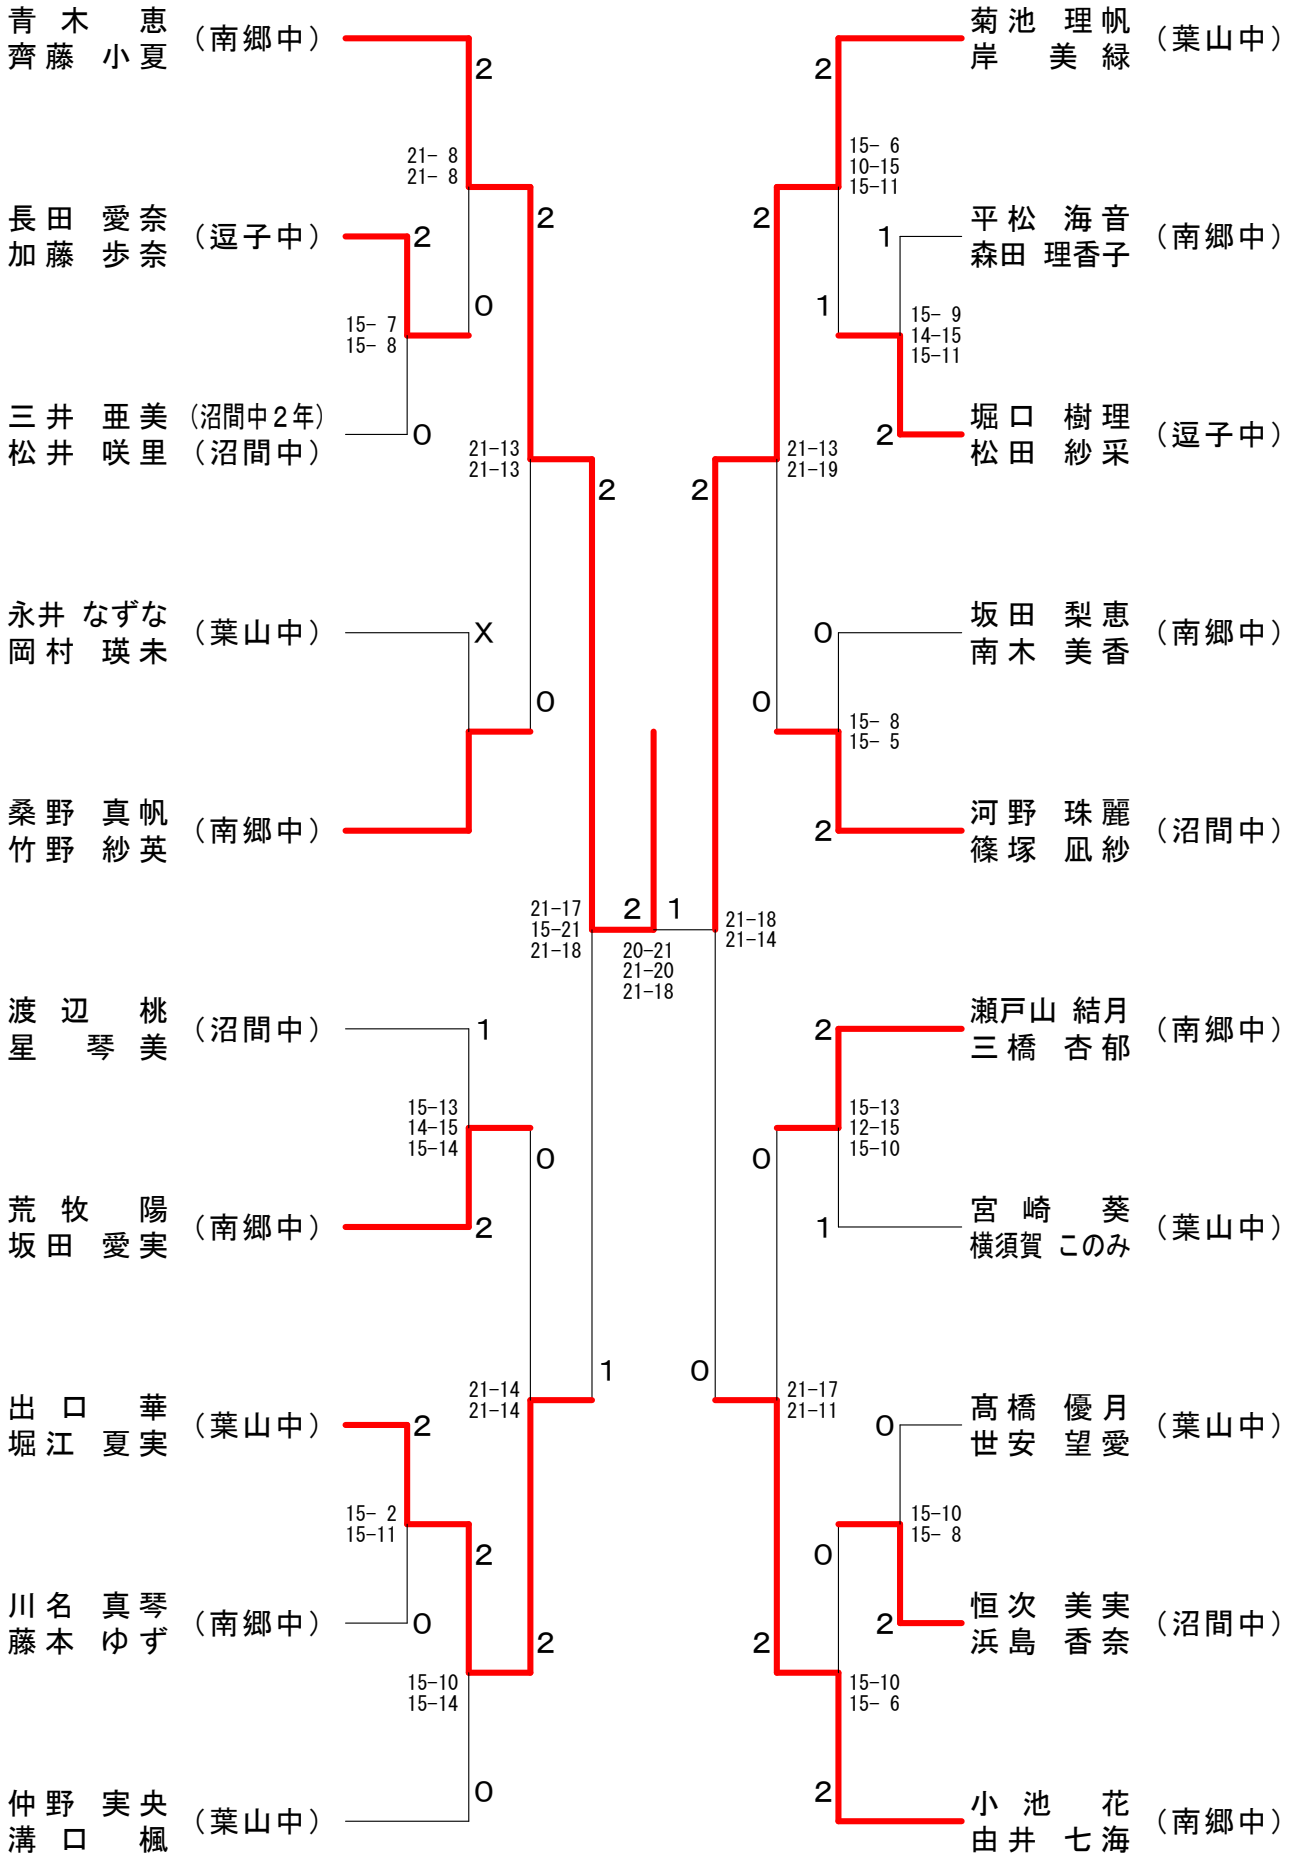 青木 恵
齊藤 小夏
(南郷中)
2
21- 8
21- 8
長田 愛奈
加藤 歩奈
(逗子中)
2
0
15- 7
15- 8
2
三井 亜美 (沼間中2年)
松井 咲里 (沼間中)
0
21-13
21-13
2
永井 なずな
岡村 瑛未
(葉山中)
X
0
桑野 真帆
竹野 紗英
(南郷中)
21-17
15-21
21-18
渡辺 桃
星 琴美
(沼間中)
1
15-13
14-15
15-14
0
荒牧 陽
坂田 愛実
(南郷中)
2
21-14
21-14
1
出口 華
堀江 夏実
(葉山中)
2
15- 2
15-11
2
川名 真琴
藤本 ゆず
(南郷中)
0
2
15-10
15-14
仲野 実央
溝口 楓
(葉山中)
0
2 1
20-21
21-20
21-18
菊池 理帆
岸 美緑
(葉山中)
2
15- 6
10-15
15-11
2
平松 海音
森田 理香子
(南郷中)
1
1
15- 9
14-15
15-11
堀口 樹理
松田 紗采
(逗子中)
2
21-13
21-19
2
坂田 梨恵
南木 美香
(南郷中)
0
0
15- 8
15- 5
河野 珠麗
篠塚 凪紗
(沼間中)
2
21-18
21-14
瀬戸山 結月
三橋 杏郁
(南郷中)
2
15-13
12-15
15-10
0
宮崎 葵
横須賀 このみ
(葉山中)
1
0
21-17
21-11
髙橋 優月
世安 望愛
(葉山中)
0
15-10
15- 8
0
恒次 美実
浜島 香奈
(沼間中)
2
2
15-10
15- 6
小池 花
由井 七海
(南郷中)
2